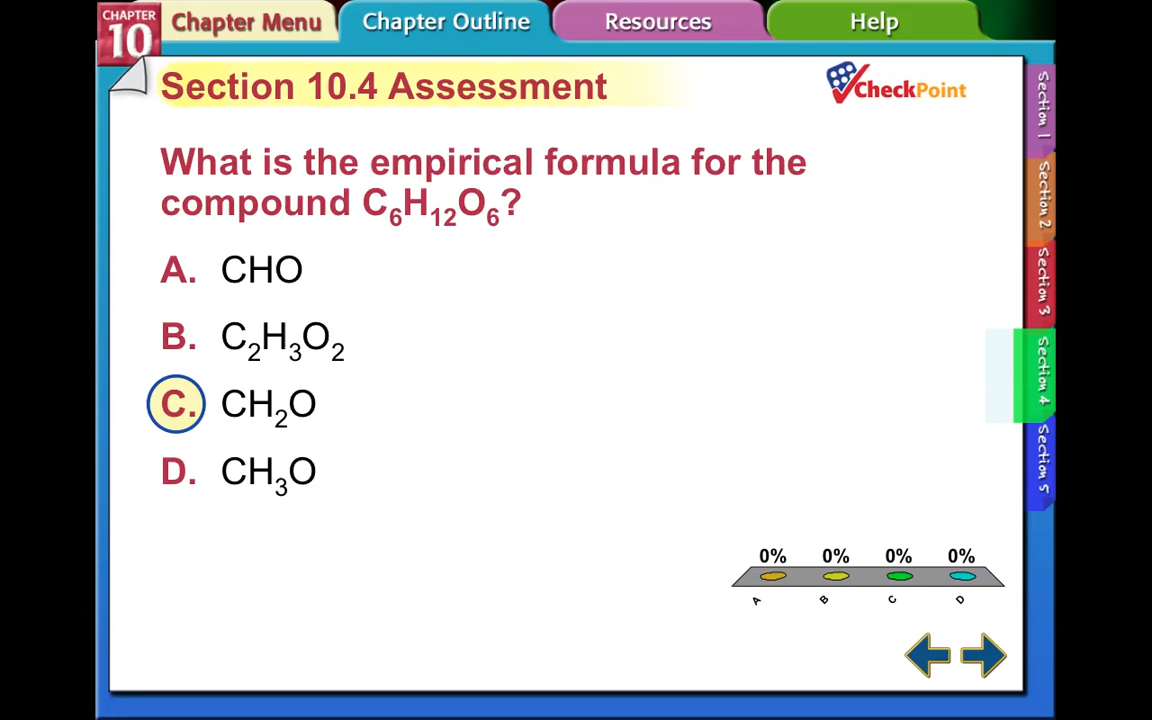 CHAPTER
10
Chapter Menu
Chapter Outline
Resources
Help
Section 10.4 Assessment
CheckPoint
What is the empirical formula for the
compound C₆H₁₂O₆?
A. CHO
B. C₂H₃O₂
C. CH₂O
D. CH₃O
Section 1
Section 2
Section 3
Section 4
Section 5
0% 0% 0% 0%
A B C D